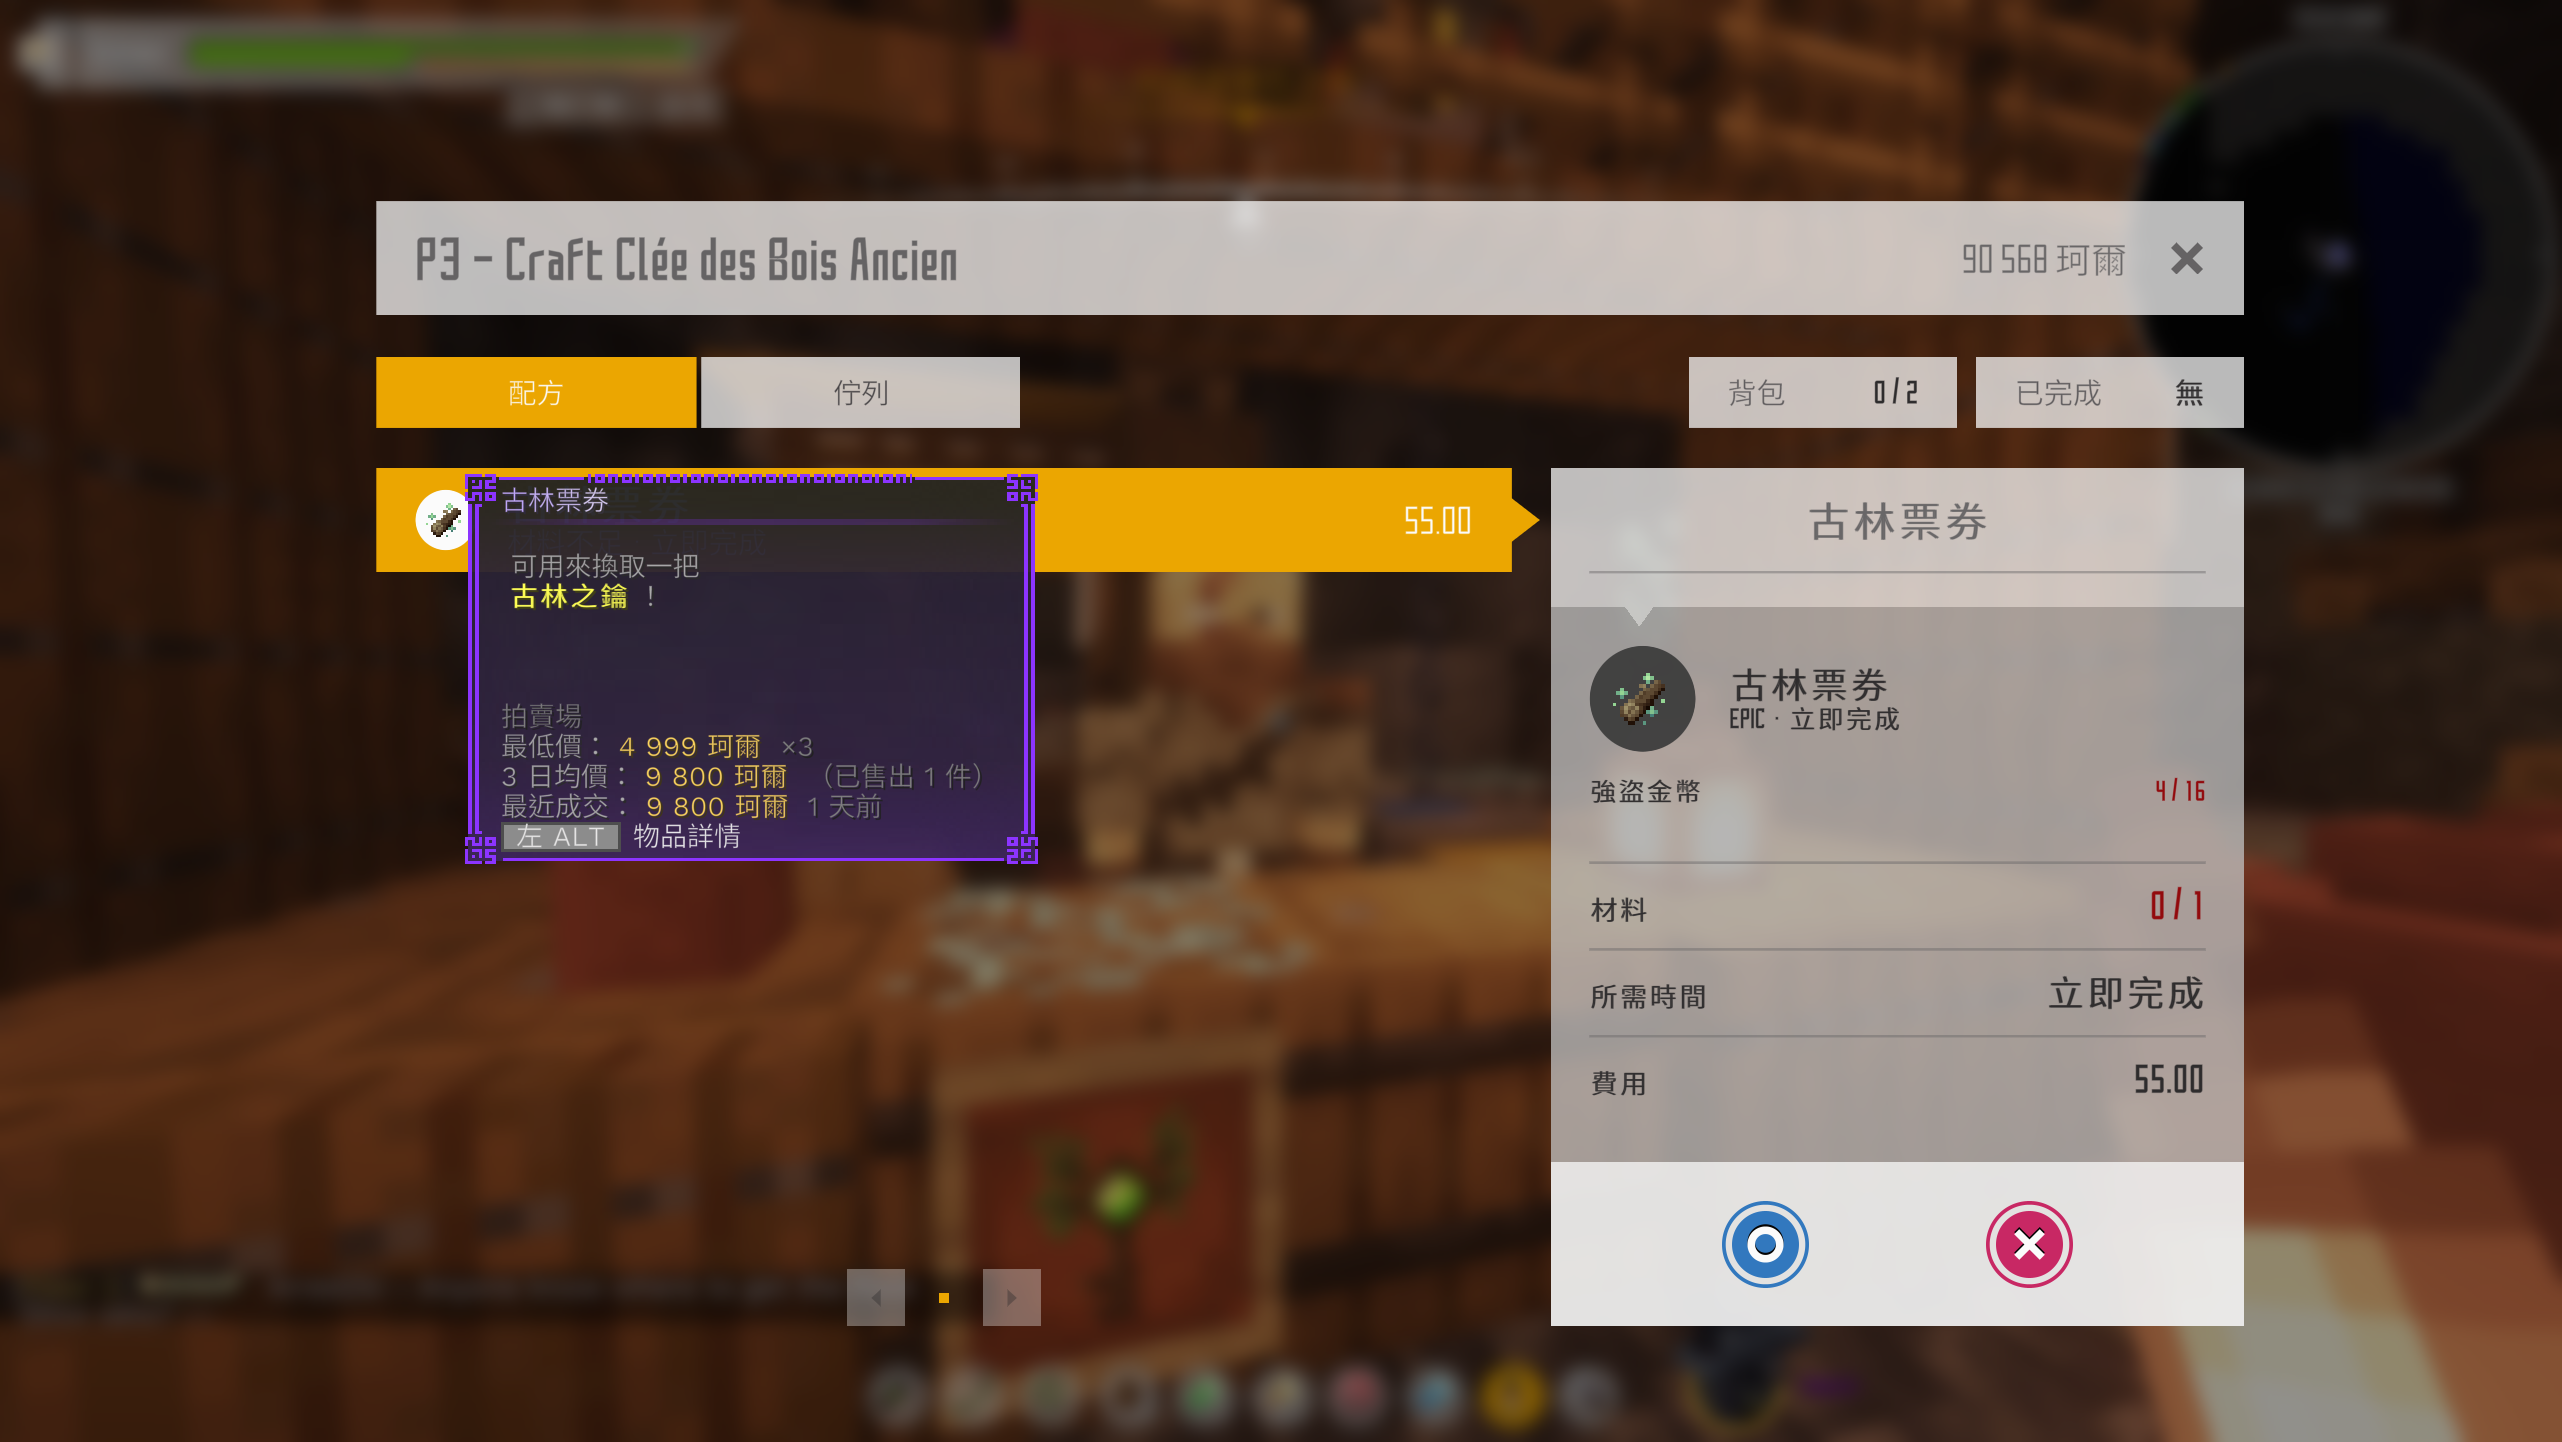 P3 - Craft Clée des Bois Ancien
90 568 珂爾
配方
佇列
背包
0/2
已完成
無
55.00
古林票券
可用來換取一把
古林之鑰 ！
拍賣場
最低價： 4 999 珂爾 ×3
3 日均價： 9 800 珂爾 （已售出 1 件）
最近成交： 9 800 珂爾 1 天前
左 ALT 物品詳情
古林票券
古林票券
EPIC · 立即完成
強盜金幣
4/16
材料
0/1
所需時間
立即完成
費用
55.00